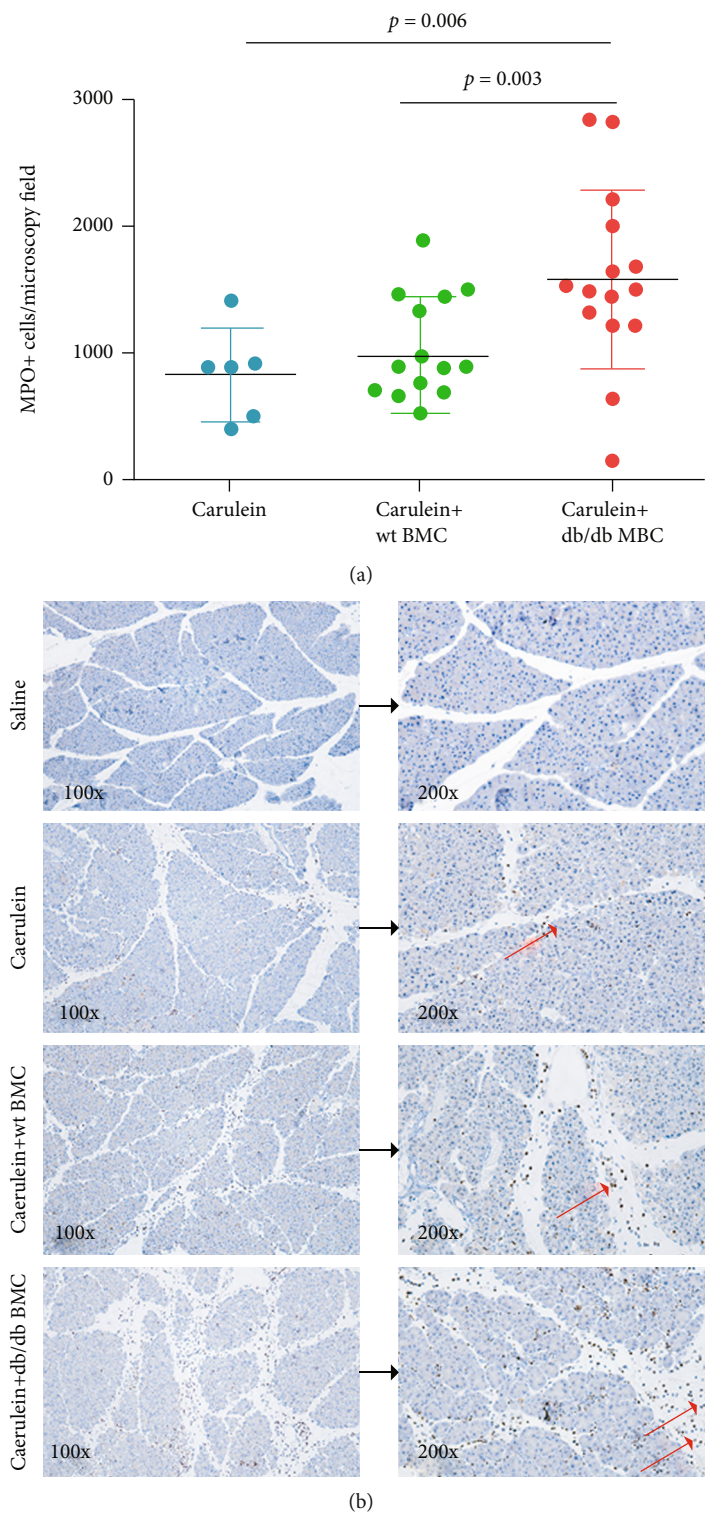 p = 0.006
p = 0.003
3000
2000
1000
0
MPO+ cells/microscopy field
Carulein
Carulein+
wt BMC
Carulein+
db/db MBC
(a)
Saline
100x
200x
Caerulein
100x
200x
Caerulein+wt BMC
100x
200x
Caerulein+db/db BMC
100x
200x
(b)